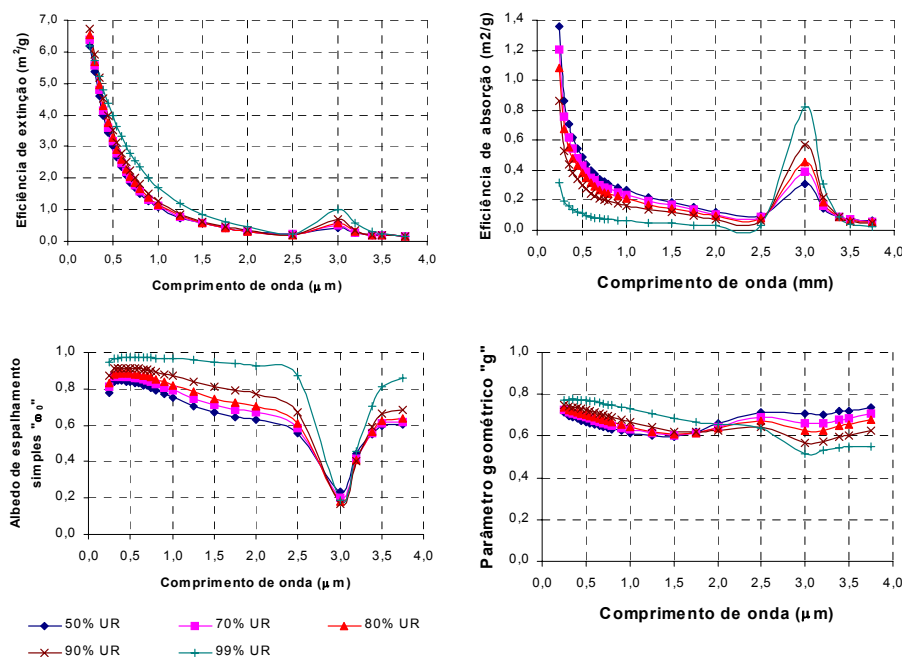 Eficiência de extinção (m²/g)
7,0
6,0
5,0
4,0
3,0
2,0
1,0
0,0
0,0 0,5 1,0 1,5 2,0 2,5 3,0 3,5 4,0
Comprimento de onda (μm)
Eficiência de absorção (m2/g)
1,4
1,2
1,0
0,8
0,6
0,4
0,2
0,0
0,0 0,5 1,0 1,5 2,0 2,5 3,0 3,5 4,0
Comprimento de onda (mm)
Albedo de espalhamento
simples "ϖ₀"
1,0
0,8
0,6
0,4
0,2
0,0
0,0 0,5 1,0 1,5 2,0 2,5 3,0 3,5 4,0
Comprimento de onda (μm)
Parâmetro geométrico "g"
1,0
0,8
0,6
0,4
0,2
0,0
0,0 0,5 1,0 1,5 2,0 2,5 3,0 3,5 4,0
Comprimento de onda (μm)
50% UR 70% UR 80% UR
90% UR 99% UR